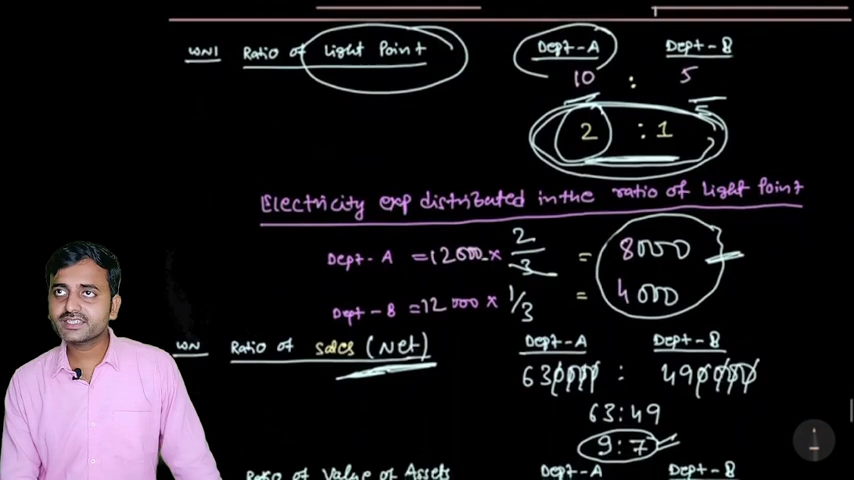 WN1 Ratio of Light Point Dept-A Dept-B
10 : 5
2 : 1
Electricity exp distributed in the ratio of Light Point
Dept-A = 12000 x 2/3 = 8000
Dept-B = 12000 x 1/3 = 4000
WN Ratio of sales (Net) Dept-A Dept-B
630000 : 490000
63:49
9:7
Ratio of Value of Assets Dept-A Dept-B